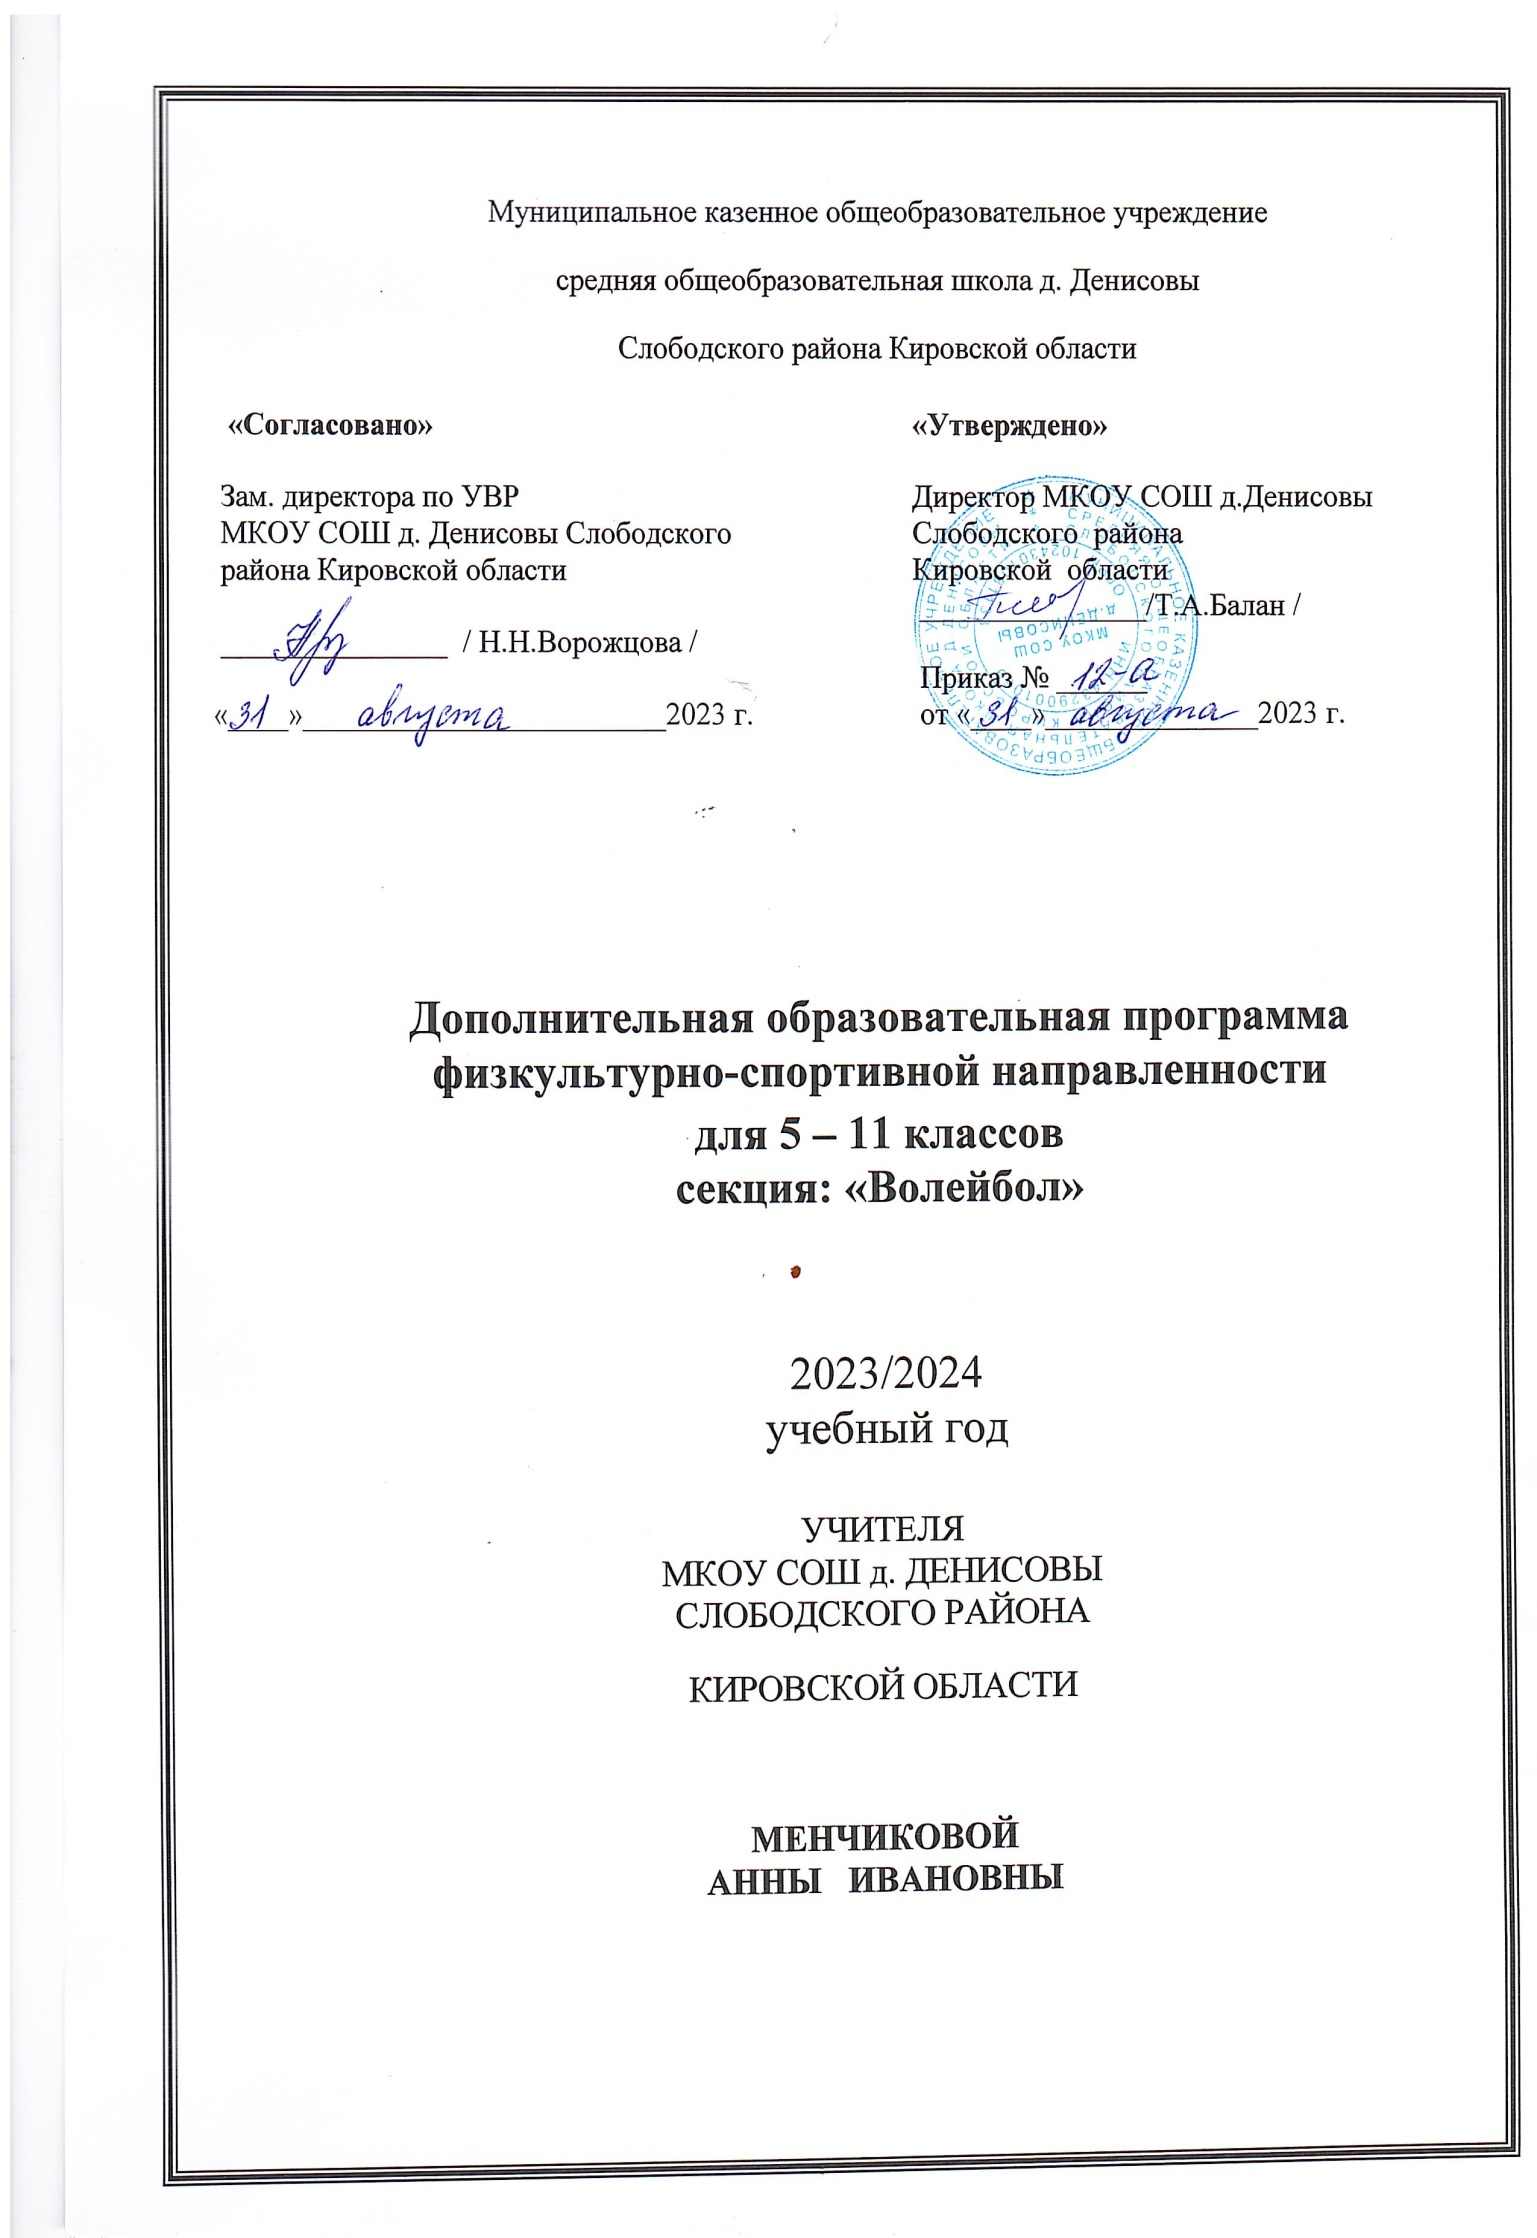 Муниципальное казенное общеобразовательное учреждение
средняя общеобразовательная школа д. Денисовы
Слободского района Кировской области
«Согласовано»
Зам. директора по УВР
МКОУ СОШ д. Денисовы Слободского
района Кировской области
/ Н.Н.Ворожцова /
«31» августа 2023 г.
«Утверждено»
Директор МКОУ СОШ д.Денисовы
Слободского района
Кировской области
/Т.А.Балан /
Приказ № 12-а
от «31» августа 2023 г.
МКОУ СОШ
д.ДЕНИСОВЫ
Дополнительная образовательная программа
физкультурно-спортивной направленности
для 5 – 11 классов
секция: «Волейбол»
2023/2024
учебный год
УЧИТЕЛЯ
МКОУ СОШ д. ДЕНИСОВЫ
СЛОБОДСКОГО РАЙОНА
КИРОВСКОЙ ОБЛАСТИ
МЕНЧИКОВОЙ
АННЫ ИВАНОВНЫ